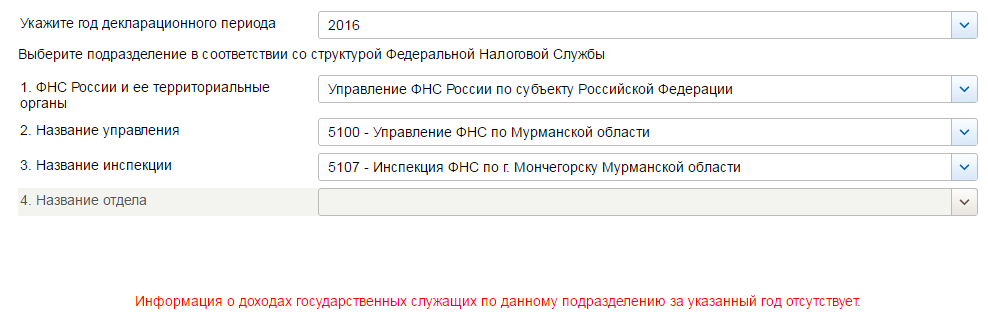 Укажите год декларационного периода 2016
Выберите подразделение в соответствии со структурой Федеральной Налоговой Службы
1. ФНС России и ее территориальные органы
Управление ФНС России по субъекту Российской Федерации
2. Название управления 5100 - Управление ФНС по Мурманской области
3. Название инспекции 5107 - Инспекция ФНС по г. Мончегорску Мурманской области
4. Название отдела
Информация о доходах государственных служащих по данному подразделению за указанный год отсутствует.